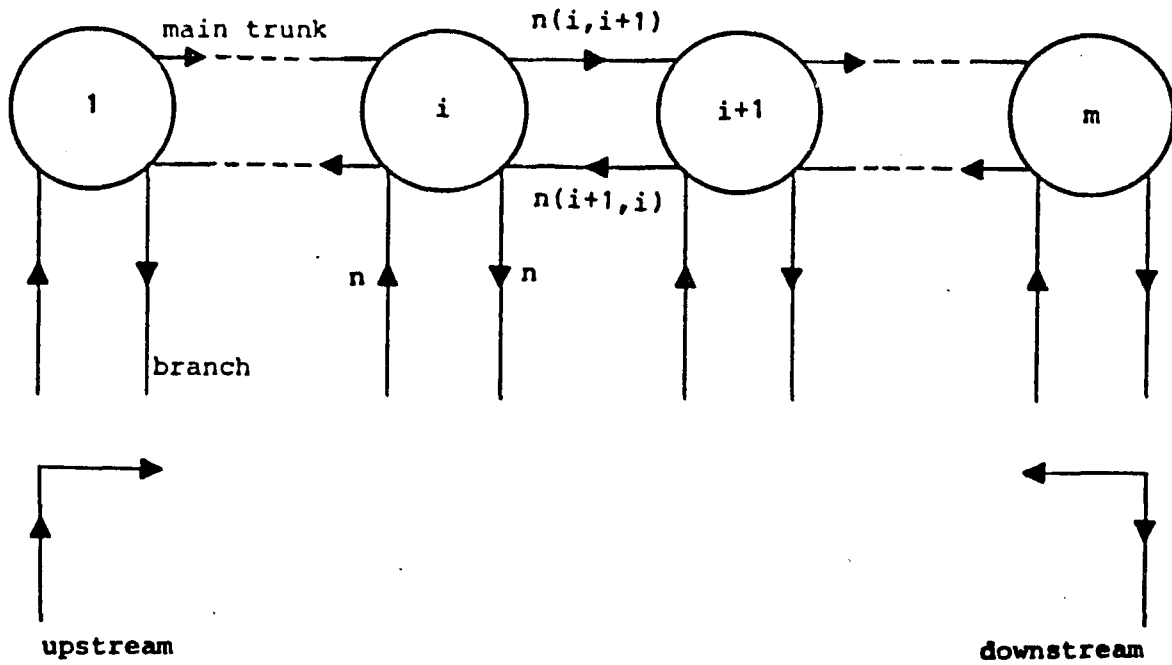 main trunk
n(i,i+1)
1
i
i+1
m
n(i+1,i)
n
n
branch
upstream
downstream